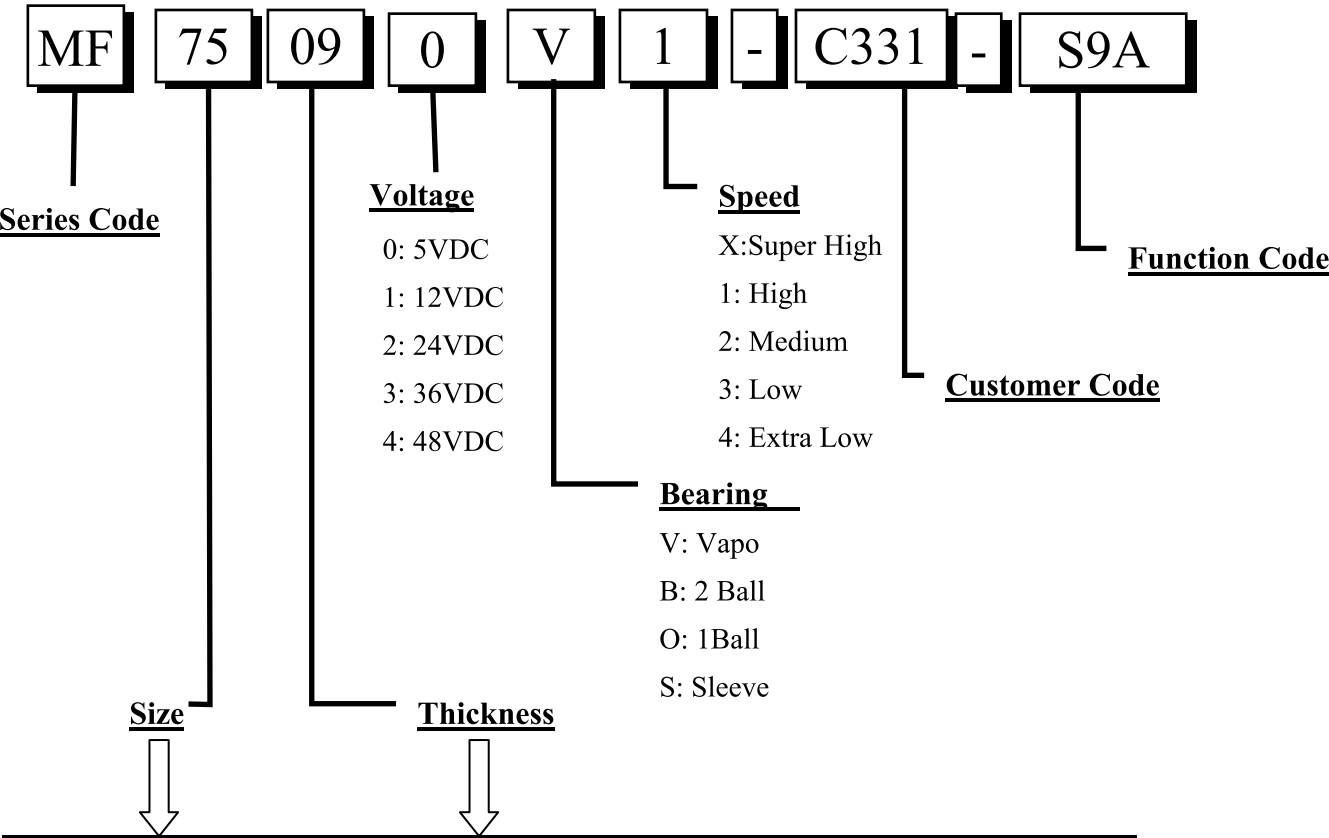 MF 75 09 0 V 1 - C331 - S9A
Series Code
Voltage
0: 5VDC
1: 12VDC
2: 24VDC
3: 36VDC
4: 48VDC
Speed
X:Super High
1: High
2: Medium
3: Low
4: Extra Low
Function Code
Customer Code
Bearing
V: Vapo
B: 2 Ball
O: 1Ball
S: Sleeve
Size
Thickness